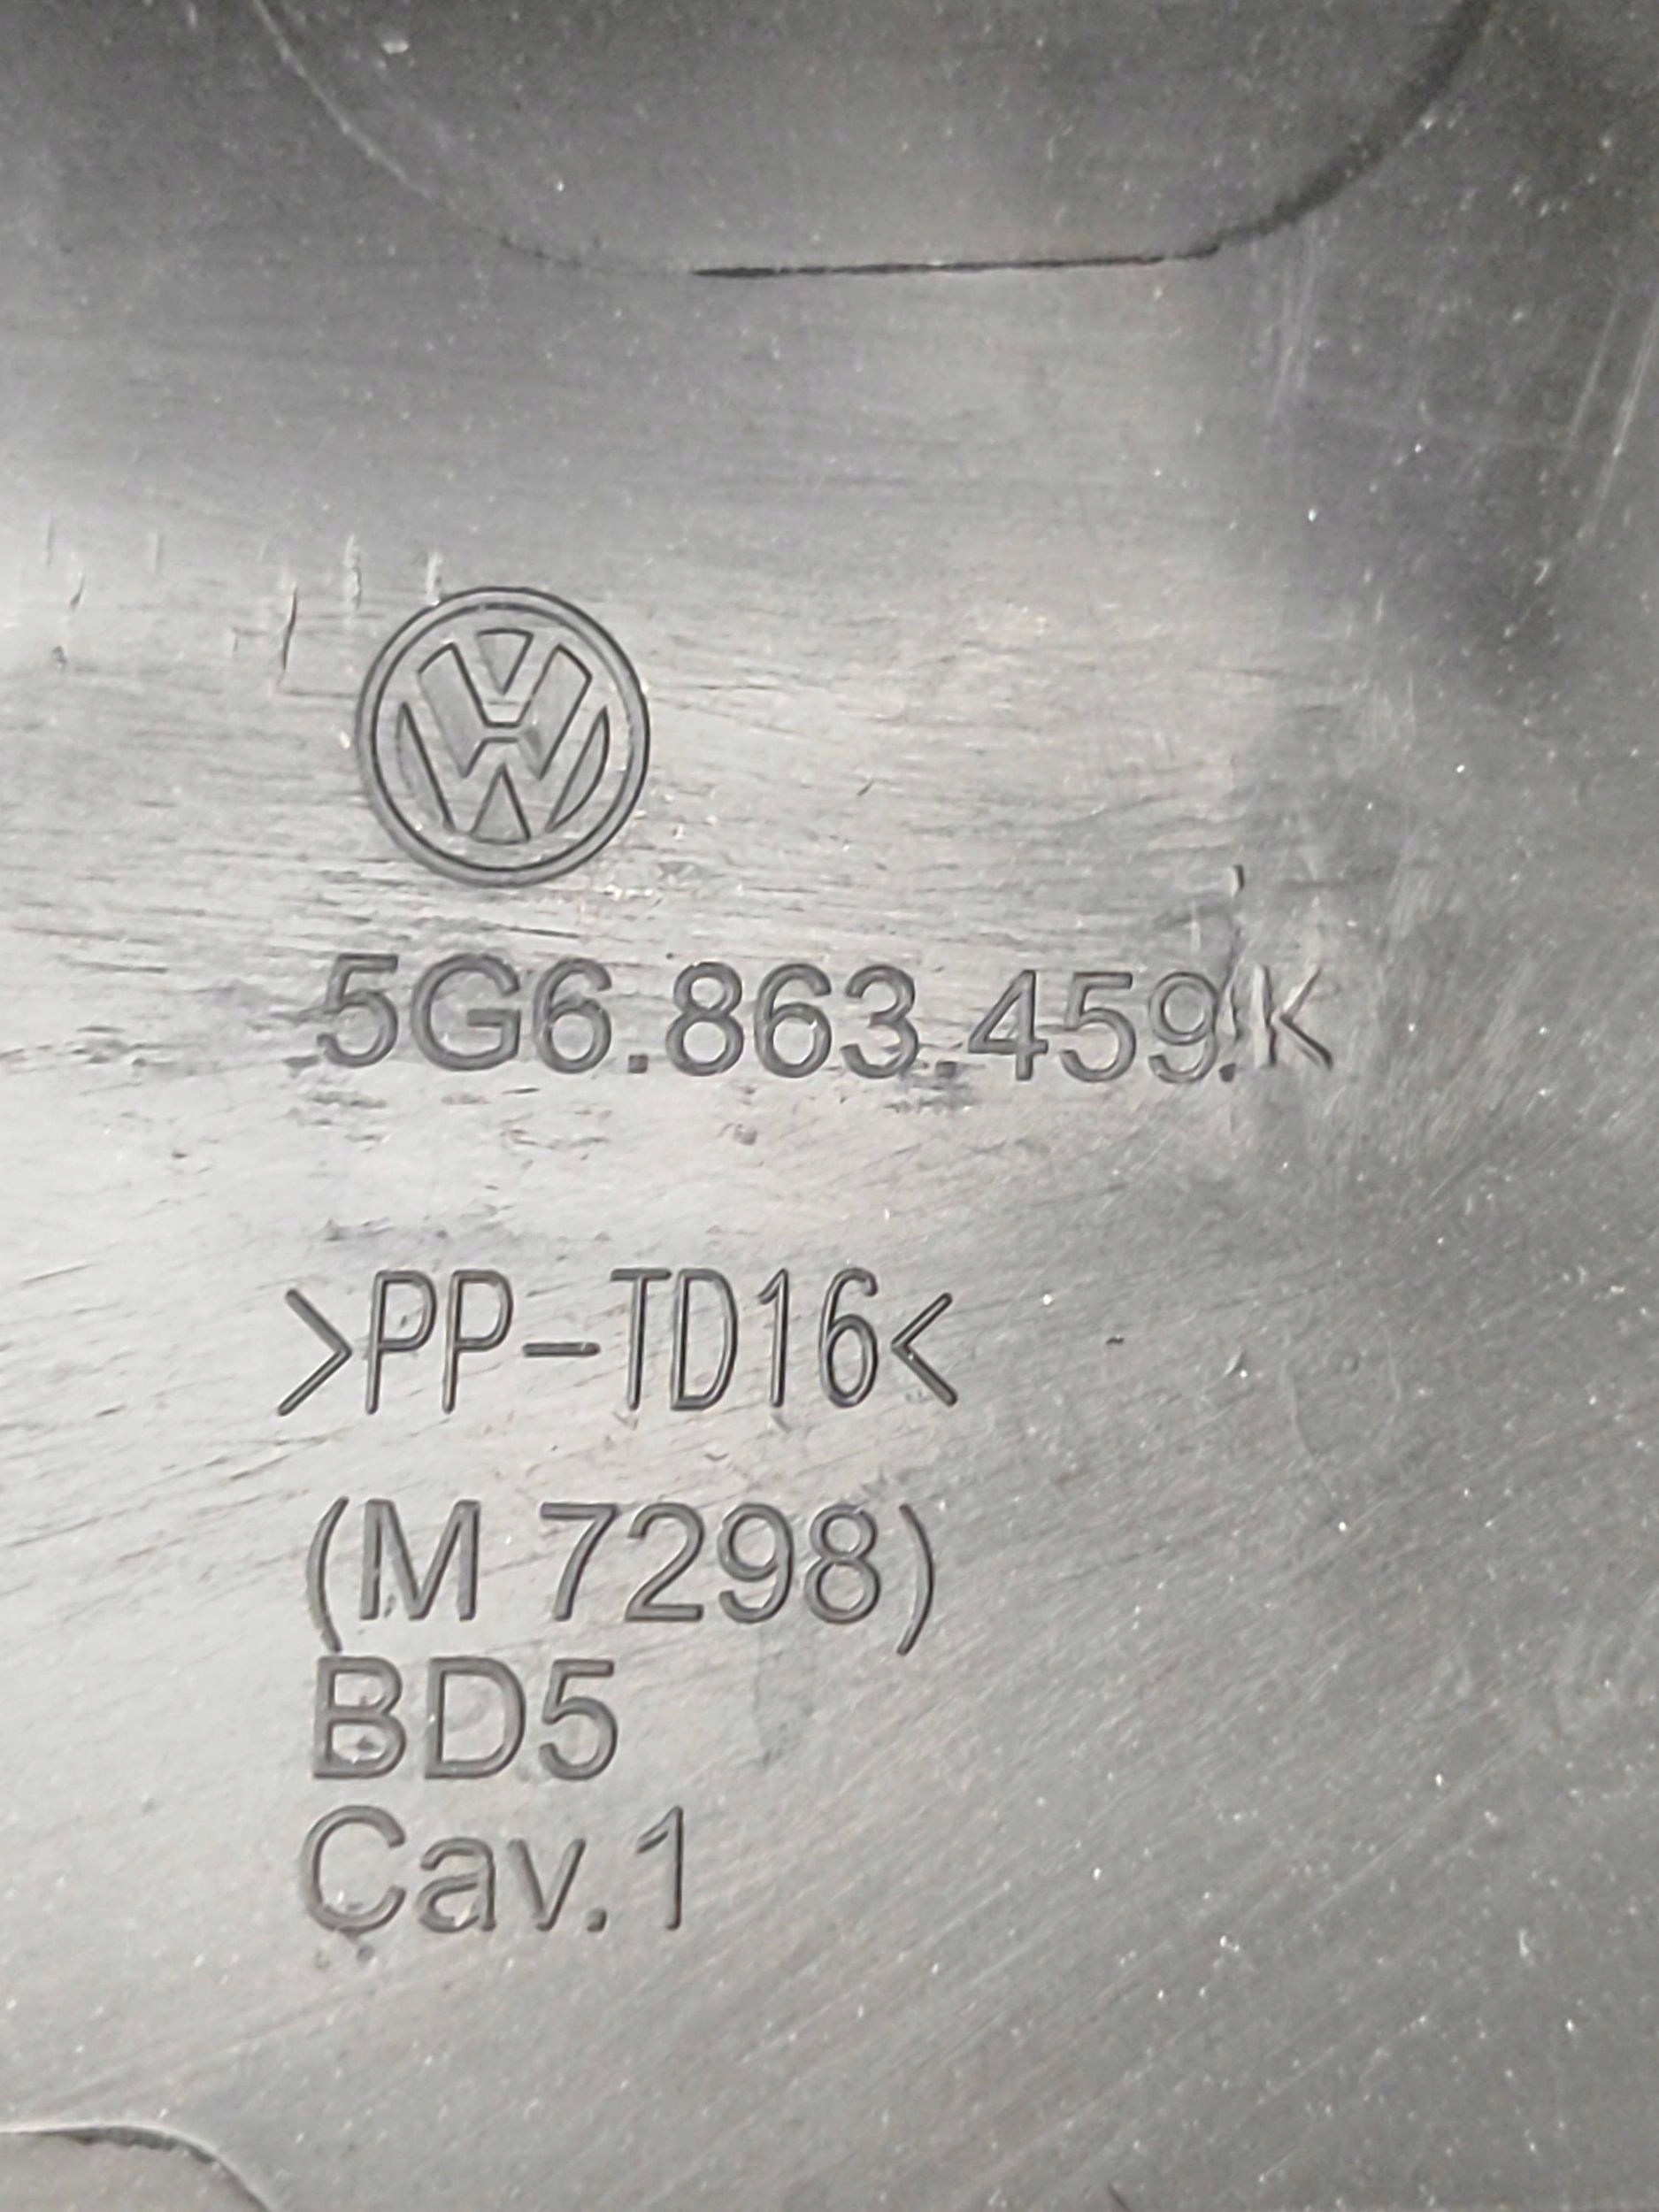 5G6.863.459.K
>PP-TD16<
(M 7298)
BD5
Cav.1